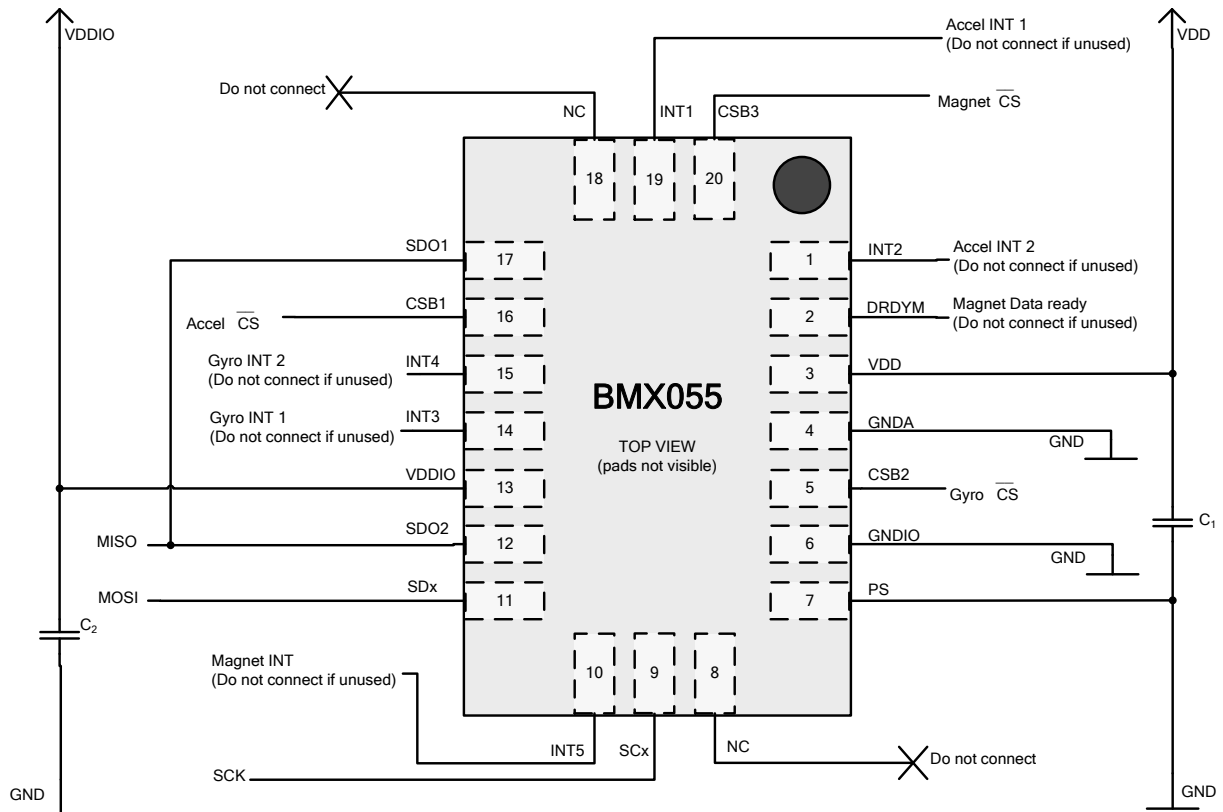 VDDIO
Accel INT 1
(Do not connect if unused)
VDD
Do not connect
NC
INT1
CSB3
Magnet CS
18
19
20
SDO1
17
1
INT2
Accel INT 2
(Do not connect if unused)
CSB1
Accel CS
16
2
DRDYM
Magnet Data ready
(Do not connect if unused)
Gyro INT 2
(Do not connect if unused)
INT4
15
3
VDD
BMX055
Gyro INT 1
(Do not connect if unused)
INT3
14
TOP VIEW
(pads not visible)
4
GNDA
GND
VDDIO
13
5
CSB2
Gyro CS
C1
MISO
SDO2
12
6
GNDIO
GND
MOSI
SDx
11
7
PS
C2
Magnet INT
(Do not connect if unused)
10
9
8
INT5
SCx
NC
Do not connect
SCK
GND
GND